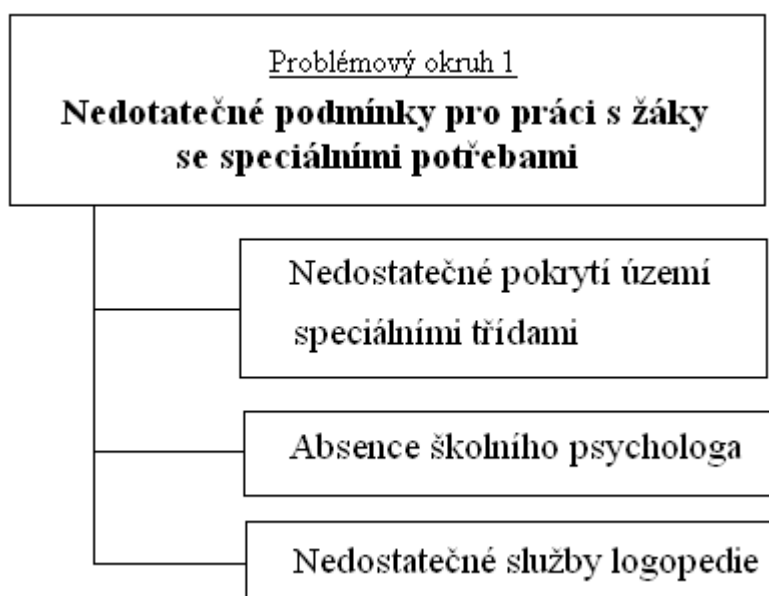 Problémový okruh 1
Nedotatečné podmínky pro práci s žáky
se speciálními potřebami
Nedostatečné pokrytí území
speciálními třídami
Absence školního psychologa
Nedostatečné služby logopedie